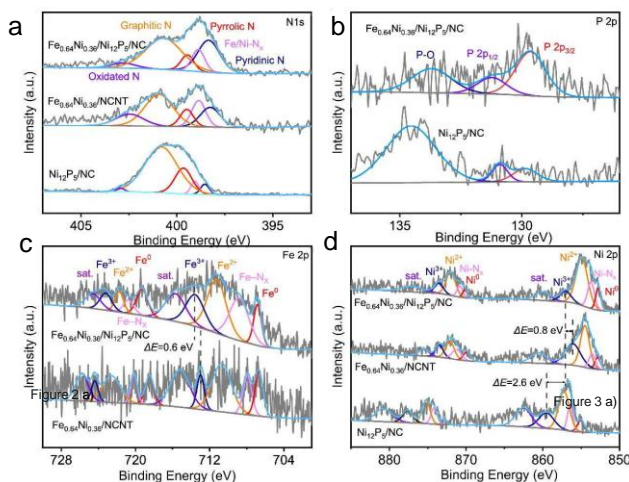 a
N1s
Graphitic N
Pyrrolic N
Fe0.64Ni0.36/Ni12P5/NC
Fe/Ni-Nx
Pyridinic N
Oxidated N
Fe0.64Ni0.36/NCNT
Ni12P5/NC
Intensity (a.u.)
405 400 395
Binding Energy (eV)
b
P 2p
Fe0.64Ni0.36/Ni12P5/NC
P-O
P 2p1/2
P 2p3/2
Ni12P5/NC
Intensity (a.u.)
135 130
Binding Energy (eV)
c
Fe 2p
sat. Fe3+ Fe2+ Fe0 sat. Fe3+ Fe2+ Fe–Nx
Fe0
Fe–Nx
Fe0.64Ni0.36/Ni12P5/NC
ΔE=0.6 eV
Figure 2 a)
Fe0.64Ni0.36/NCNT
Intensity (a.u.)
728 720 712 704
Binding Energy (eV)
d
Ni 2p
sat. Ni3+ Ni2+ Ni-Nx Ni0 sat. Ni3+ Ni2+ Ni-Nx Ni0
Fe0.64Ni0.36/Ni12P5/NC
ΔE=0.8 eV
Fe0.64Ni0.36/NCNT
ΔE=2.6 eV
Figure 3 a)
Ni12P5/NC
Intensity (a.u.)
880 870 860 850
Binding Energy (eV)